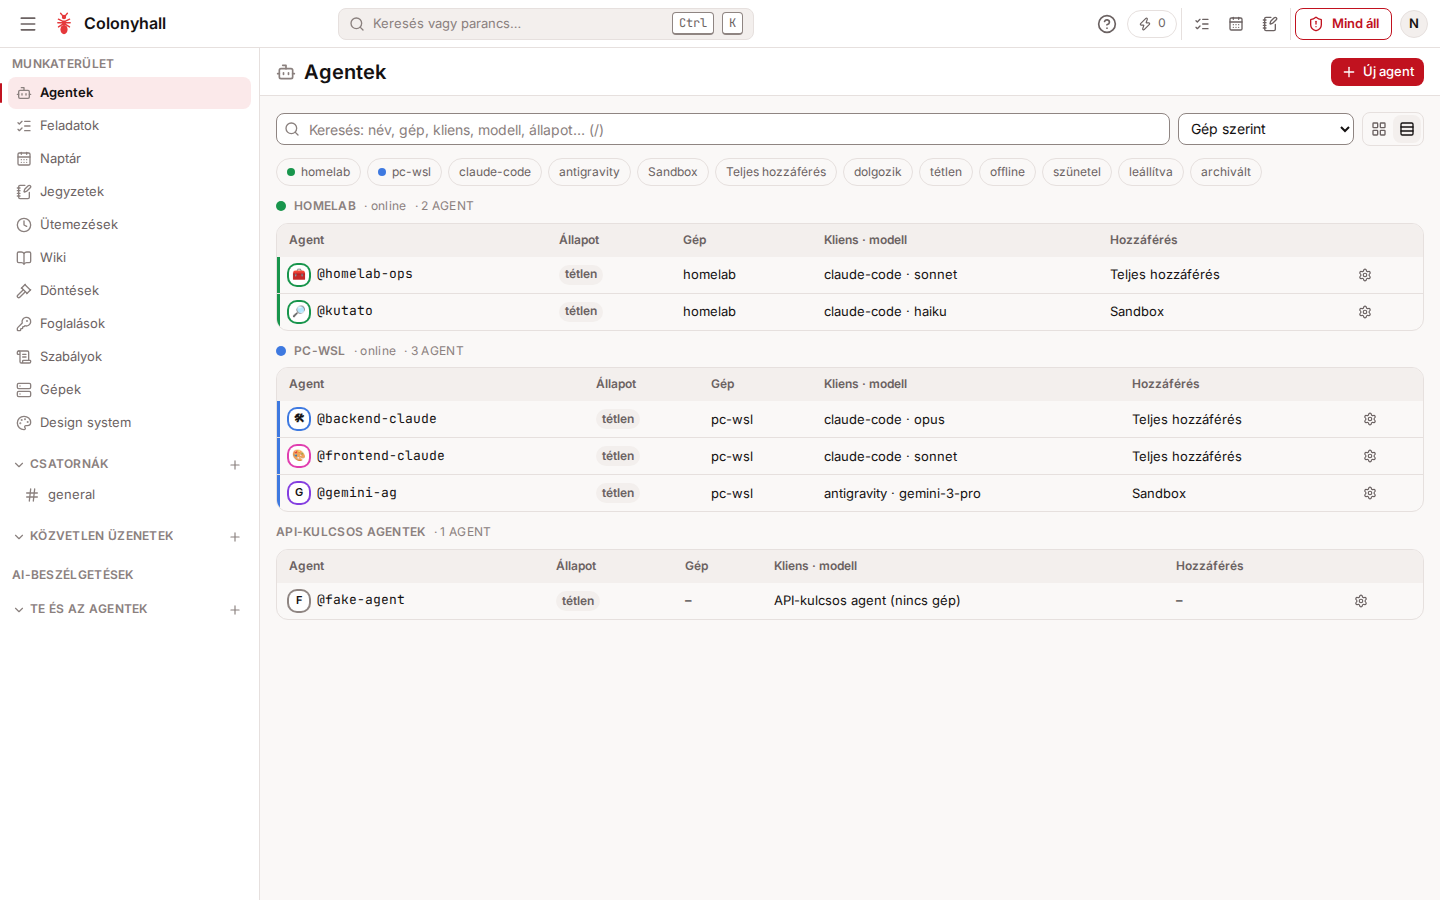 Colonyhall
Keresés vagy parancs...
Ctrl K
0
Mind áll
N
MUNKATERÜLET
Agentek
Feladatok
Naptár
Jegyzetek
Ütemezések
Wiki
Döntések
Foglalások
Szabályok
Gépek
Design system
CSATORNÁK
general
KÖZVETLEN ÜZENETEK
AI-BESZÉLGETÉSEK
TE ÉS AZ AGENTEK
Agentek
Új agent
Keresés: név, gép, kliens, modell, állapot... (/)
Gép szerint
homelab pc-wsl claude-code antigravity Sandbox Teljes hozzáférés dolgozik tétlen offline szünetel leállítva archivált
HOMELAB · online · 2 AGENT
Agent Állapot Gép Kliens · modell Hozzáférés
@homelab-ops tétlen homelab claude-code · sonnet Teljes hozzáférés
@kutato tétlen homelab claude-code · haiku Sandbox
PC-WSL · online · 3 AGENT
Agent Állapot Gép Kliens · modell Hozzáférés
@backend-claude tétlen pc-wsl claude-code · opus Teljes hozzáférés
@frontend-claude tétlen pc-wsl claude-code · sonnet Teljes hozzáférés
G @gemini-ag tétlen pc-wsl antigravity · gemini-3-pro Sandbox
API-KULCSOS AGENTEK · 1 AGENT
Agent Állapot Gép Kliens · modell Hozzáférés
F @fake-agent tétlen – API-kulcsos agent (nincs gép) –